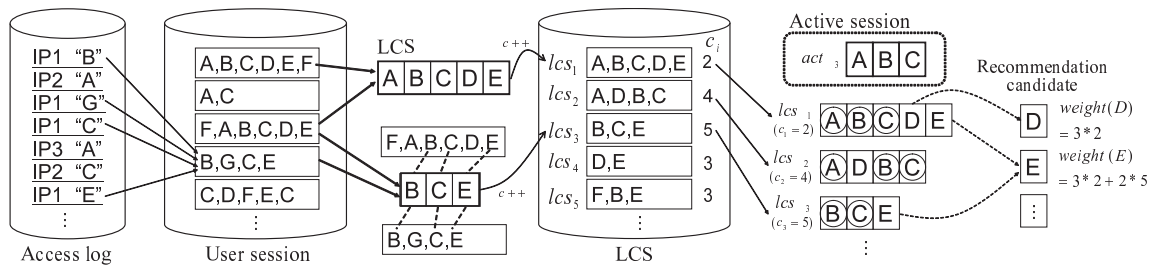 IP1 “B”
IP2 “A”
IP1 “G”
IP1 “C”
IP3 “A”
IP2 “C”
IP1 “E”
⋮
Access log
A,B,C,D,E,F
A,C
F,A,B,C,D,E
B,G,C,E
C,D,F,E,C
⋮
User session
LCS
A B C D E
c++
F,A,B,C,D,E
B C E
c++
B,G,C,E
c_i
lcs_1 A,B,C,D,E 2
lcs_2 A,D,B,C 4
lcs_3 B,C,E 5
lcs_4 D,E 3
lcs_5 F,B,E 3
⋮
LCS
Active session
act_3 A B C
lcs_1 A B C D E
(c_1=2)
lcs_2 A D B C
(c_2=4)
lcs_3 B C E
(c_3=5)
⋮
Recommendation
candidate
D weight(D)
= 3*2
E weight(E)
= 3*2+2*5
⋮